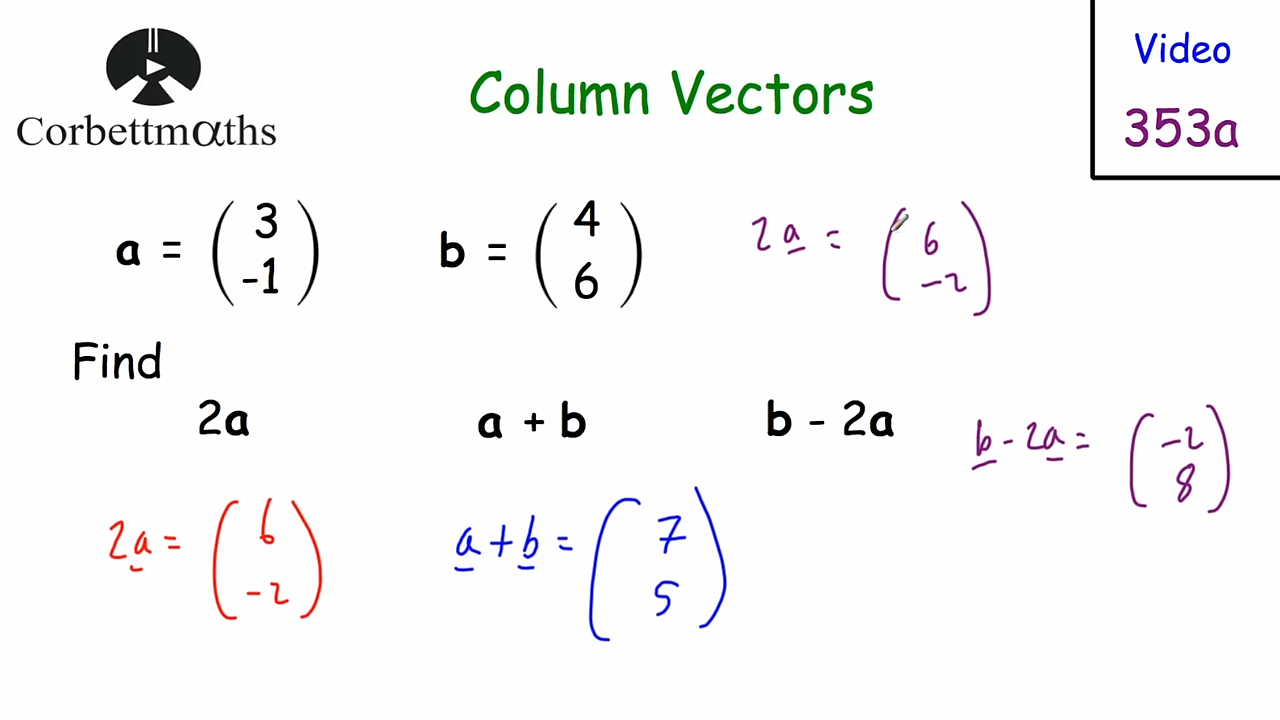 Corbettmαths
Column Vectors
Video
353a
a = (3 -1)
b = (4 6)
2a = (6 -2)
Find
2a
a + b
b - 2a
b - 2a = (-2 8)
2a = (6 -2)
a + b = (7 5)